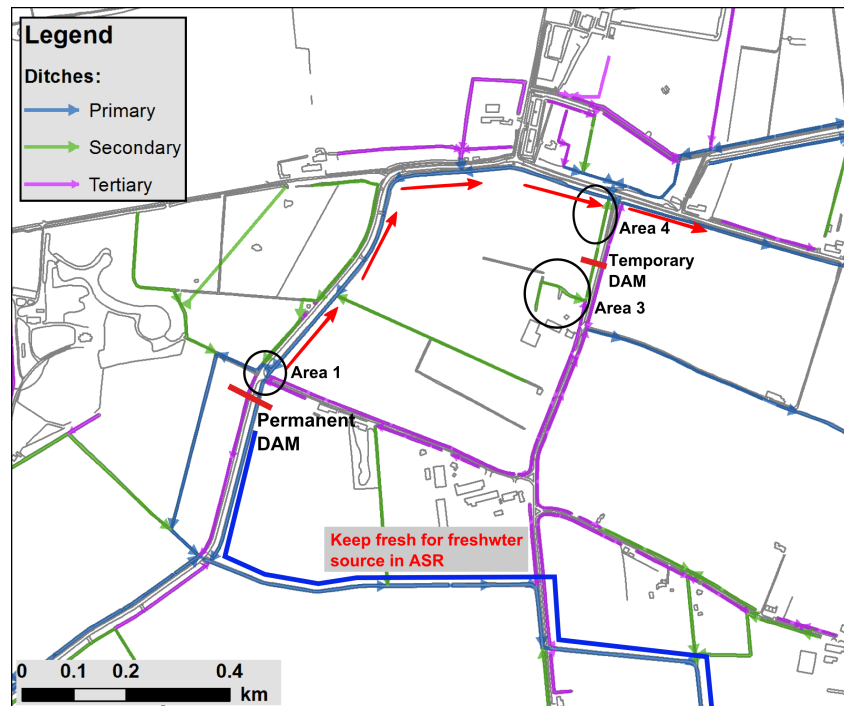 Legend
Ditches:
Primary
Secondary
Tertiary
Area 4
Temporary
DAM
Area 3
Area 1
Permanent
DAM
Keep fresh for freshwter
source in ASR
0 0.1 0.2 0.4
km